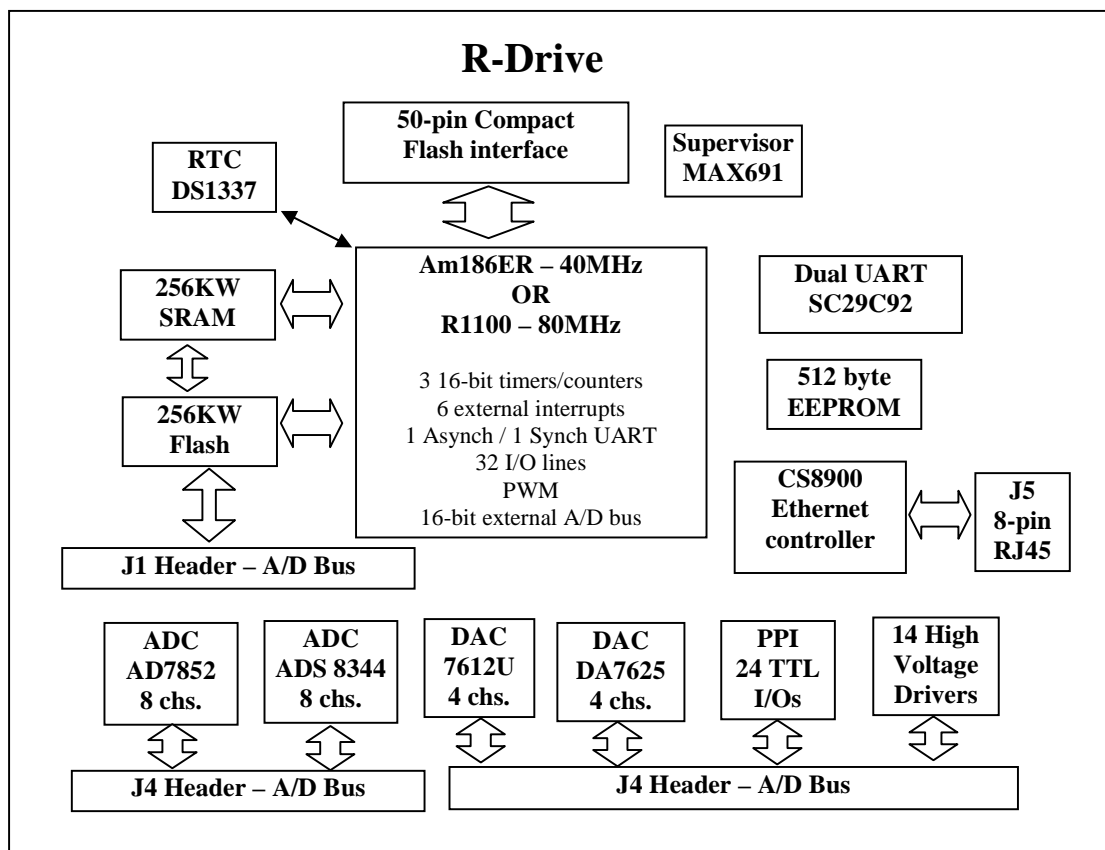 R-Drive
50-pin Compact
Flash interface
Supervisor
MAX691
RTC
DS1337
Am186ER – 40MHz
OR
R1100 – 80MHz
3 16-bit timers/counters
6 external interrupts
1 Asynch / 1 Synch UART
32 I/O lines
PWM
16-bit external A/D bus
256KW
SRAM
Dual UART
SC29C92
256KW
Flash
512 byte
EEPROM
CS8900
Ethernet
controller
J5
8-pin
RJ45
J1 Header – A/D Bus
ADC
AD7852
8 chs.
ADC
ADS 8344
8 chs.
DAC
7612U
4 chs.
DAC
DA7625
4 chs.
PPI
24 TTL
I/Os
14 High
Voltage
Drivers
J4 Header – A/D Bus
J4 Header – A/D Bus